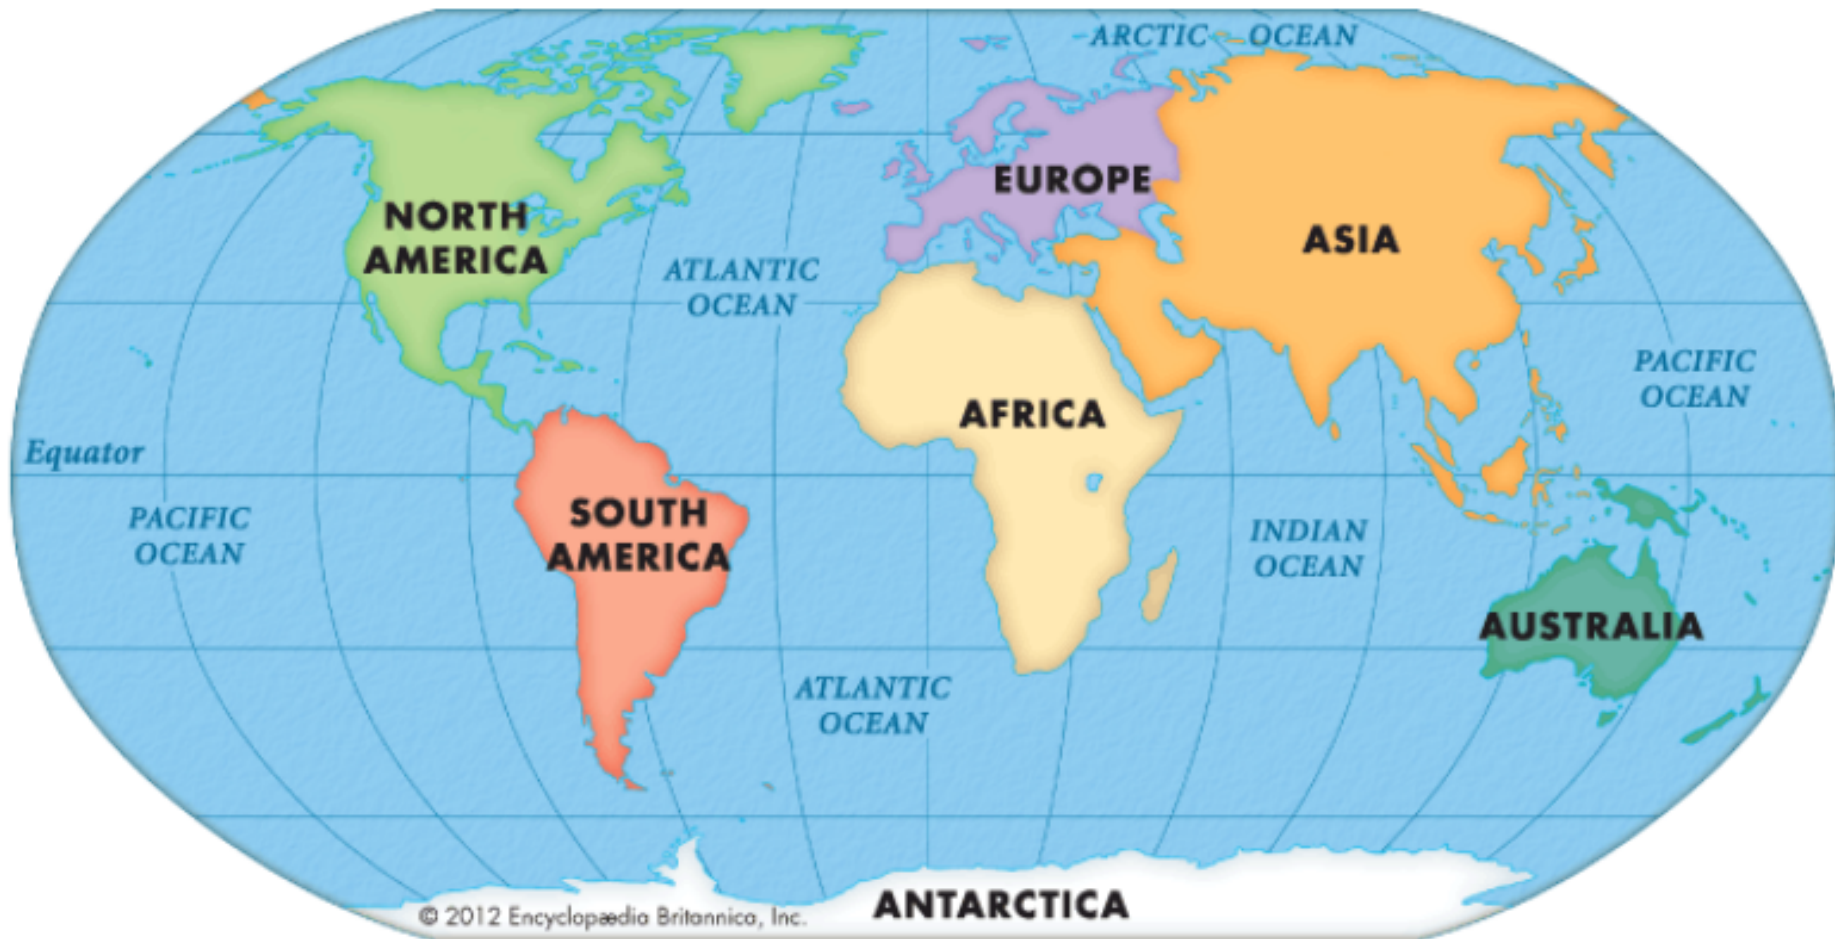 ARCTIC OCEAN
EUROPE
NORTH
AMERICA
ASIA
ATLANTIC
OCEAN
PACIFIC
OCEAN
AFRICA
Equator
SOUTH
AMERICA
PACIFIC
OCEAN
INDIAN
OCEAN
AUSTRALIA
ATLANTIC
OCEAN
ANTARCTICA
© 2012 Encyclopædia Britannica, Inc.